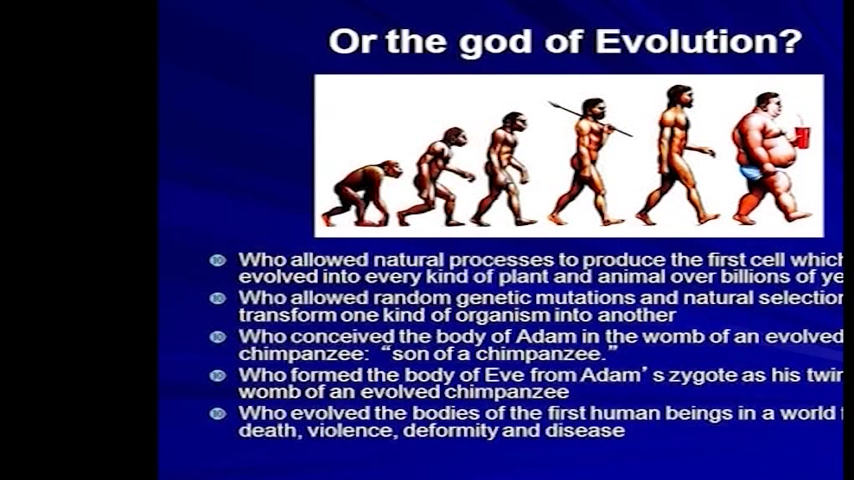 Or the god of Evolution?
Who allowed natural processes to produce the first cell which
evolved into every kind of plant and animal over billions of ye
Who allowed random genetic mutations and natural selection
transform one kind of organism into another
Who conceived the body of Adam in the womb of an evolved
chimpanzee: “son of a chimpanzee.”
Who formed the body of Eve from Adam’s zygote as his twin
womb of an evolved chimpanzee
Who evolved the bodies of the first human beings in a world
death, violence, deformity and disease